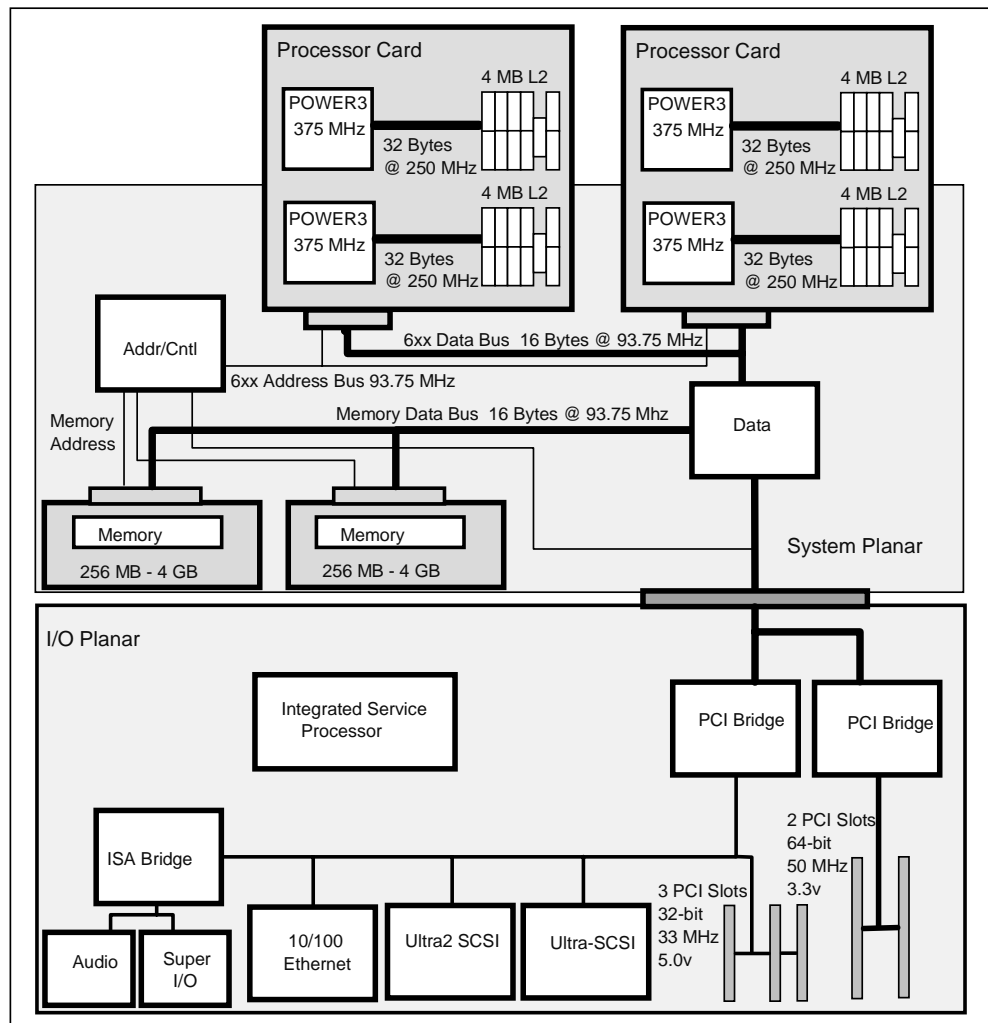 Processor Card
4 MB L2
POWER3
375 MHz
32 Bytes
@ 250 MHz
4 MB L2
POWER3
375 MHz
32 Bytes
@ 250 MHz
Processor Card
4 MB L2
POWER3
375 MHz
32 Bytes
@ 250 MHz
4 MB L2
POWER3
375 MHz
32 Bytes
@ 250 MHz
Addr/Cntl
6xx Data Bus 16 Bytes @ 93.75 MHz
6xx Address Bus 93.75 MHz
Memory
Address
Memory Data Bus 16 Bytes @ 93.75 Mhz
Data
Memory
256 MB - 4 GB
Memory
256 MB - 4 GB
System Planar
I/O Planar
Integrated Service
Processor
PCI Bridge
PCI Bridge
ISA Bridge
2 PCI Slots
64-bit
50 MHz
3.3v
3 PCI Slots
32-bit
33 MHz
5.0v
Audio
Super
I/O
10/100
Ethernet
Ultra2 SCSI
Ultra-SCSI